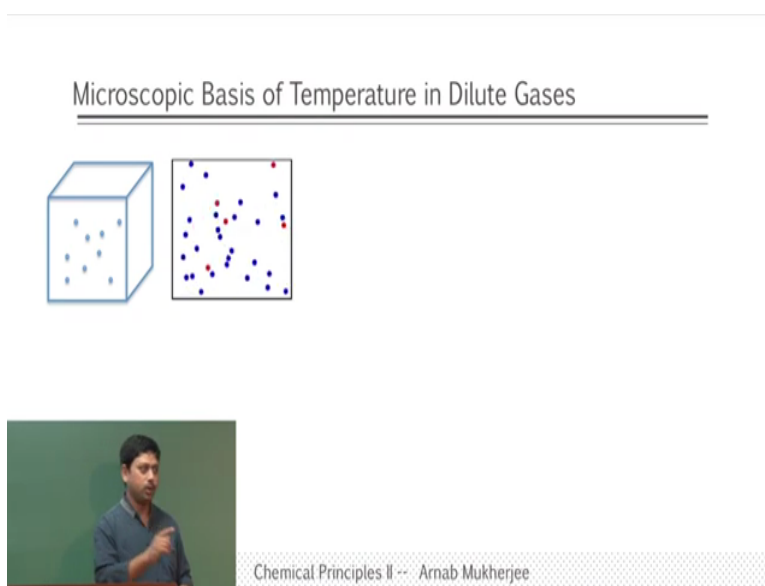 Microscopic Basis of Temperature in Dilute Gases
Chemical Principles II -- Arnab Mukherjee